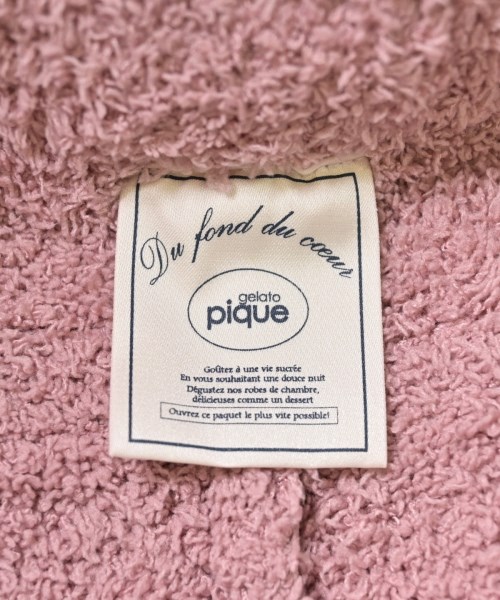 Du fond du cœur
gelato
pique
Goûtez à une vie sucrée
En vous souhaitant une douce nuit
Dégustez nos robes de chambre,
délicieuses comme un dessert
Ouvrez ce paquet le plus vite possible!